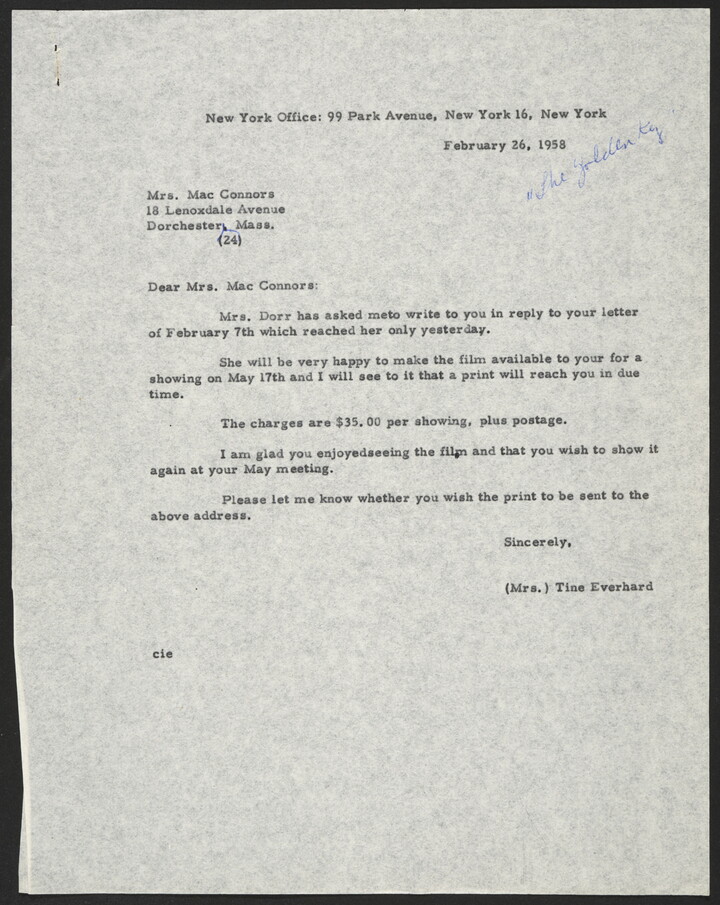 New York Office: 99 Park Avenue, New York 16, New York
February 26, 1958
"The Golden Key
Mrs. Mac Connors
18 Lenoxdale Avenue
Dorchester, Mass.
(24)
Dear Mrs. Mac Connors:
Mrs. Dorr has asked meto write to you in reply to your letter
of February 7th which reached her only yesterday.
She will be very happy to make the film available to your for a
showing on May 17th and I will see to it that a print will reach you in due
time.
The charges are $35.00 per showing, plus postage.
I am glad you enjoyedseeing the film and that you wish to show it
again at your May meeting.
Please let me know whether you wish the print to be sent to the
above address.
Sincerely,
(Mrs.) Tine Everhard
cie